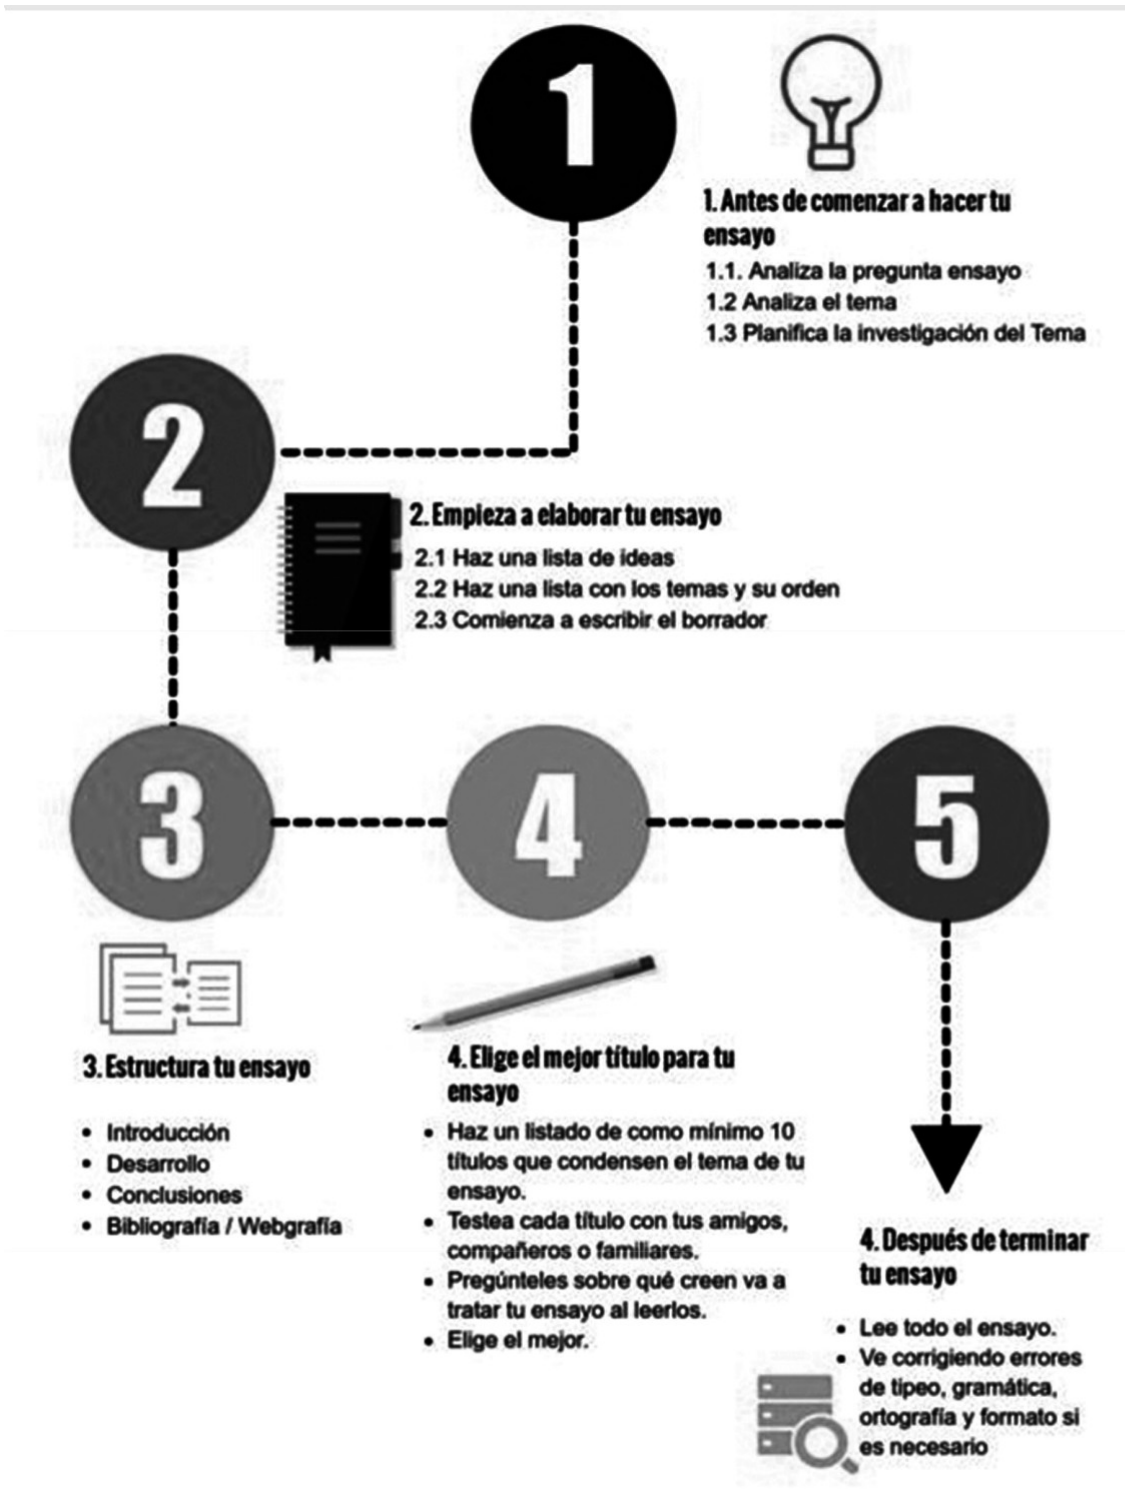 1
1. Antes de comenzar a hacer tu
ensayo
1.1. Analiza la pregunta ensayo
1.2 Analiza el tema
1.3 Planifica la investigación del Tema
2
2. Empieza a elaborar tu ensayo
2.1 Haz una lista de ideas
2.2 Haz una lista con los temas y su orden
2.3 Comienza a escribir el borrador
3
4
5
3. Estructura tu ensayo
• Introducción
• Desarrollo
• Conclusiones
• Bibliografía / Webgrafía
4. Elige el mejor título para tu
ensayo
• Haz un listado de como mínimo 10
títulos que condensen el tema de tu
ensayo.
• Testea cada título con tus amigos,
compañeros o familiares.
• Pregúnteles sobre qué creen va a
tratar tu ensayo al leerlos.
• Elige el mejor.
4. Después de terminar
tu ensayo
• Lee todo el ensayo.
• Ve corrigiendo errores
de tipeo, gramática,
ortografía y formato si
es necesario